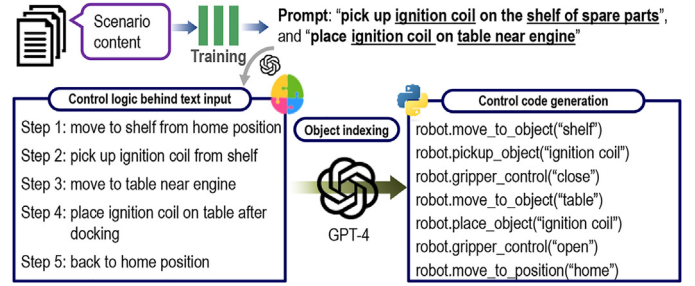 Scenario
content
Training
Prompt: “pick up ignition coil on the shelf of spare parts”,
and “place ignition coil on table near engine”
Control logic behind text input
Step 1: move to shelf from home position
Step 2: pick up ignition coil from shelf
Step 3: move to table near engine
Step 4: place ignition coil on table after
docking
Step 5: back to home position
Object indexing
GPT-4
Control code generation
robot.move_to_object(“shelf”)
robot.pickup_object(“ignition coil”)
robot.gripper_control(“close”)
robot.move_to_object(“table”)
robot.place_object(“ignition coil”)
robot.gripper_control(“open”)
robot.move_to_position(“home”)